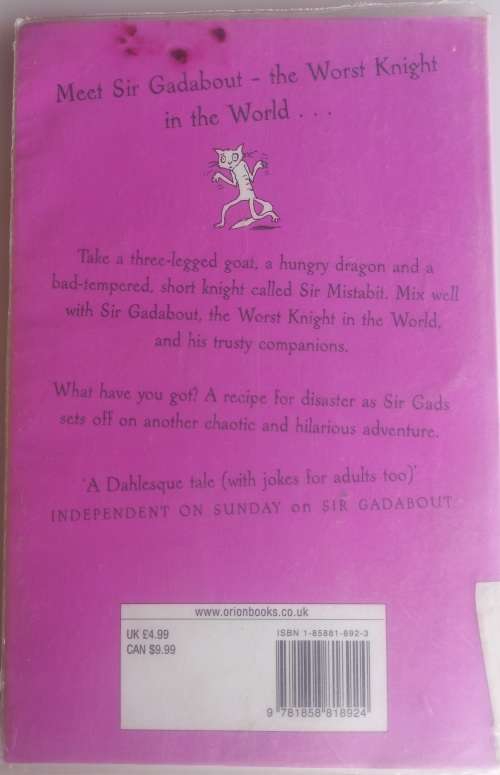 Meet Sir Gadabout – the Worst Knight
in the World . . .
Take a three-legged goat, a hungry dragon and a
bad-tempered, short knight called Sir Mistabit. Mix well
with Sir Gadabout, the Worst Knight in the World,
and his trusty companions.
What have you got? A recipe for disaster as Sir Gads
sets off on another chaotic and hilarious adventure.
'A Dahlesque tale (with jokes for adults too)'
INDEPENDENT ON SUNDAY on SIR GADABOUT
www.orionbooks.co.uk
UK £4.99
CAN $9.99
ISBN 1-85881-892-3
9 781858 818924